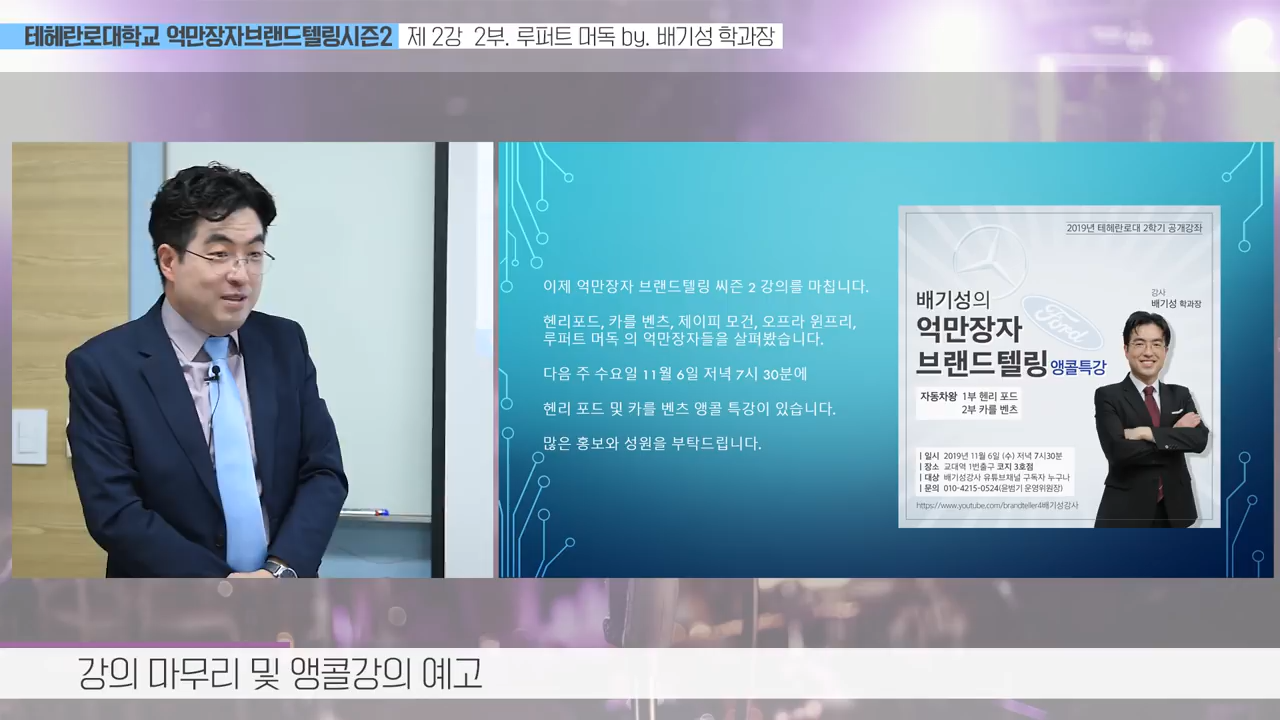 테헤란로대학교 억만장자브랜드텔링시즌2 제 2강 2부. 루퍼트 머독 by. 배기성 학과장
이제 억만장자 브랜드텔링 씨즌 2 강의를 마칩니다.
헨리포드, 카를 벤츠, 제이피 모건, 오프라 윈프리,
루퍼트 머독 의 억만장자들을 살펴봤습니다.
다음 주 수요일 11월 6일 저녁 7시 30분에
헨리 포드 및 카를 벤츠 앵콜 특강이 있습니다.
많은 홍보와 성원을 부탁드립니다.
2019년 테헤란로대 2학기 공개강좌
강사
배기성 학과장
배기성의
억만장자
브랜드텔링 앵콜특강
Ford
자동차왕 1부 헨리 포드
2부 카를 벤츠
| 일시 2019년 11월 6일 (수) 저녁 7시30분
| 장소 교대역 1번출구 코지 3호점
| 대상 배기성강사 유튜브채널 구독자 누구나
| 문의 010-4215-0524(윤범기 운영위원장)
https://www.youtube.com/brandteller4배기성강사
강의 마무리 및 앵콜강의 예고